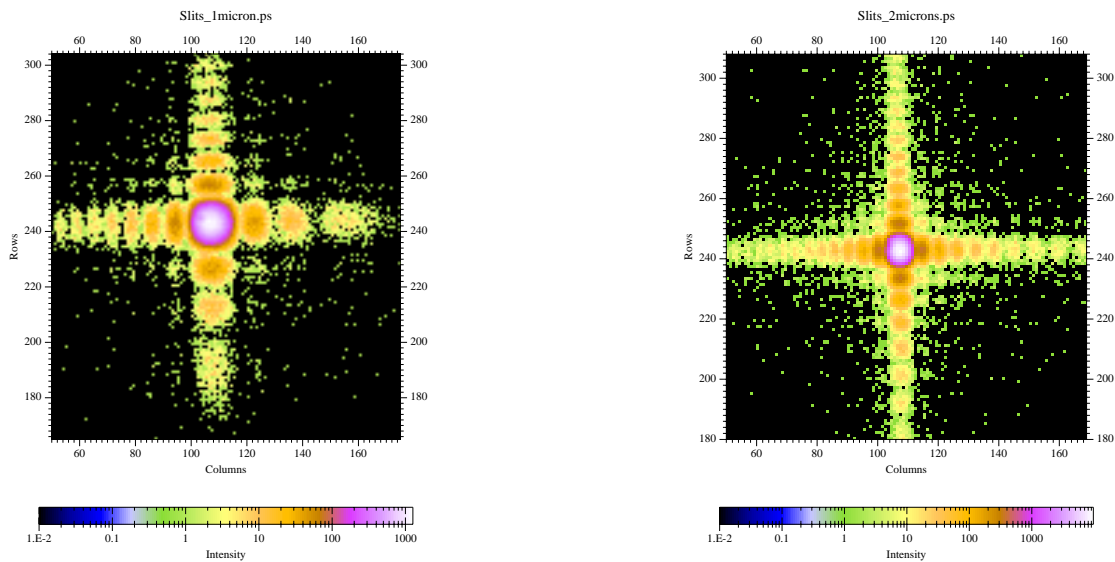 Slits_1micron.ps
60 80 100 120 140 160
300 300
280 280
260 260
240 240
220 220
200 200
180 180
Rows
60 80 100 120 140 160
Columns
1.E-2 0.1 1 10 100 1000
Intensity
Slits_2microns.ps
60 80 100 120 140 160
300 300
280 280
260 260
240 240
220 220
200 200
180 180
Rows
60 80 100 120 140 160
Columns
1.E-2 0.1 1 10 100 1000
Intensity